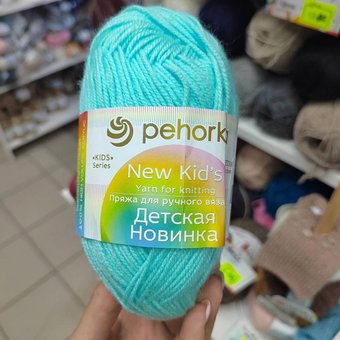 pehork
•KIDS•
Series
New Kid's
Yarn for knitting
Пряжа для ручного вяза
Детская
Новинка